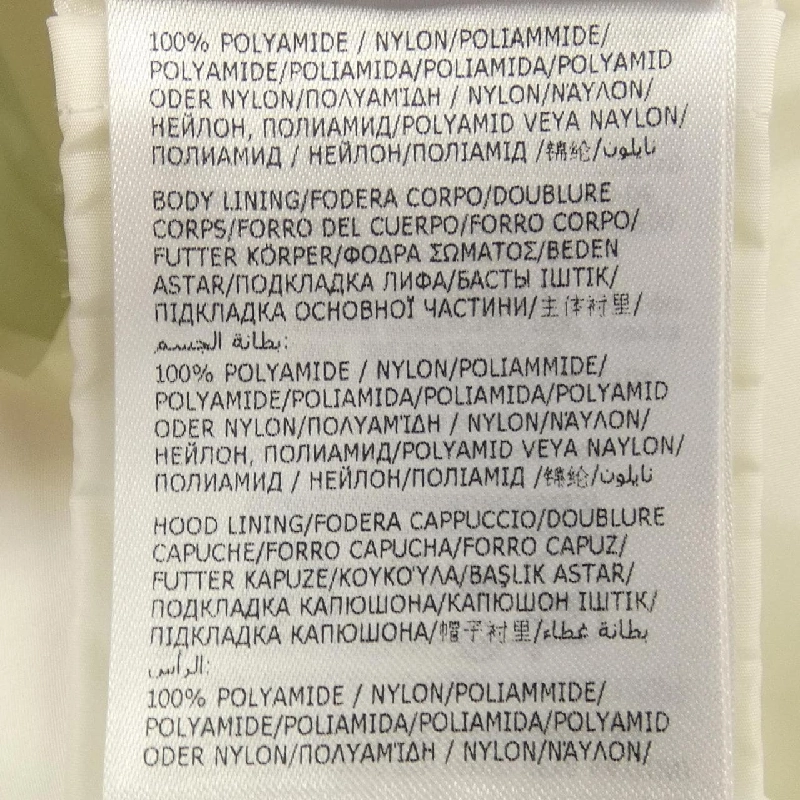 100% POLYAMIDE / NYLON/POLIAMMIDE/
POLYAMIDE/POLIAMIDA/POLIAMIDA/POLYAMID
ODER NYLON/ΠΟΛΥΑΜΊΔΗ / NYLON/ΝΆΥΛΟΝ/
НЕЙЛОН, ПОЛИАМИД/POLYAMID VEYA NAYLON/
ПОЛИАМИД / НЕЙЛОН/ПОЛІАМІД /锦纶/نايلون
BODY LINING/FODERA CORPO/DOUBLURE
CORPS/FORRO DEL CUERPO/FORRO CORPO/
FUTTER KÖRPER/ΦΟΔΡΑ ΣΩΜΑΤΟΣ/BEDEN
ASTAR/ПОДКЛАДКА ЛИФА/БАСТЫ ІШТІК/
ПІДКЛАДКА ОСНОВНОЇ ЧАСТИНИ/主体衬里/
بطانة الجسم:
100% POLYAMIDE / NYLON/POLIAMMIDE/
POLYAMIDE/POLIAMIDA/POLIAMIDA/POLYAMID
ODER NYLON/ΠΟΛΥΑΜΊΔΗ / NYLON/ΝΆΥΛΟΝ/
НЕЙЛОН, ПОЛИАМИД/POLYAMID VEYA NAYLON/
ПОЛИАМИД / НЕЙЛОН/ПОЛІАМІД /锦纶/نايلون
HOOD LINING/FODERA CAPPUCCIO/DOUBLURE
CAPUCHE/FORRO CAPUCHA/FORRO CAPUZ/
FUTTER KAPUZE/ΚΟΥΚΟΎΛΑ/BAŞLIK ASTAR/
ПОДКЛАДКА КАПЮШОНА/КАПЮШОН ІШТІК/
ПІДКЛАДКА КАПЮШОНА/帽子衬里/بطانة غطاء
الرأس:
100% POLYAMIDE / NYLON/POLIAMMIDE/
POLYAMIDE/POLIAMIDA/POLIAMIDA/POLYAMID
ODER NYLON/ΠΟΛΥΑΜΊΔΗ / NYLON/ΝΆΥΛΟΝ/